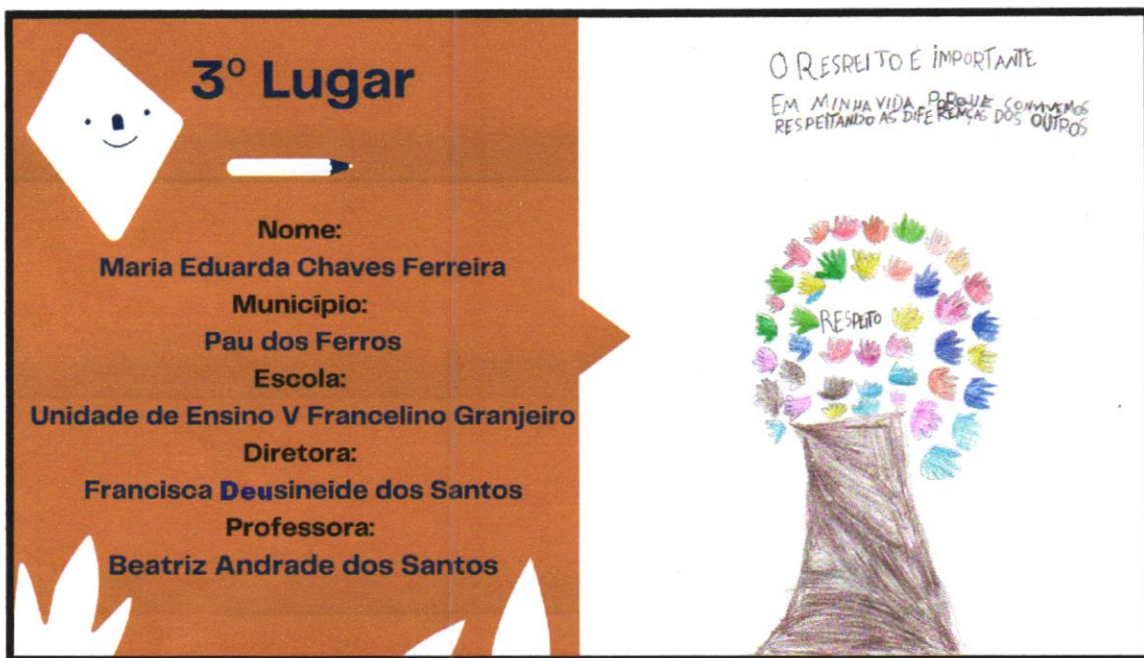 3º Lugar
Nome:
Maria Eduarda Chaves Ferreira
Município:
Pau dos Ferros
Escola:
Unidade de Ensino V Francelino Granjeiro
Diretora:
Francisca Deusineide dos Santos
Professora:
Beatriz Andrade dos Santos
O RESPEITO E IMPORTANTE
EM MINHA VIDA PORQUE CONVIVEMOS
RESPEITANDO AS DIFERENÇAS DOS OUTROS
RESPEITO